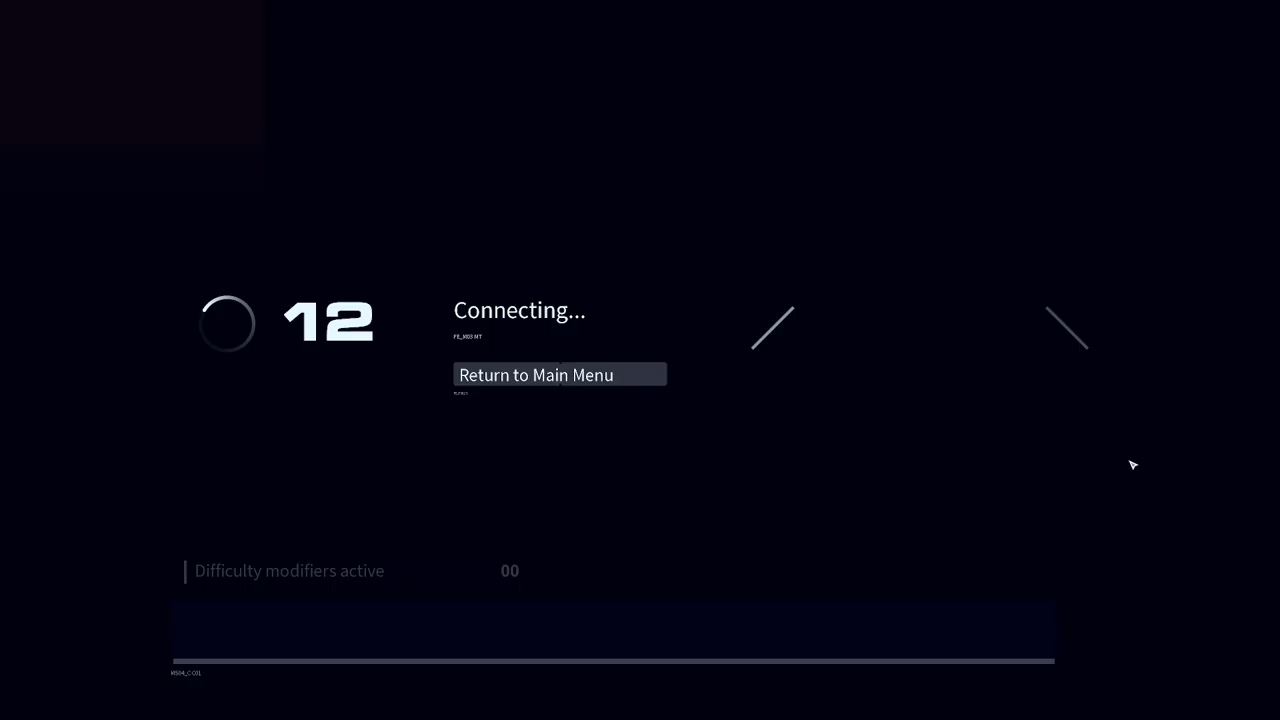 12
Connecting...
Return to Main Menu
Difficulty modifiers active 00